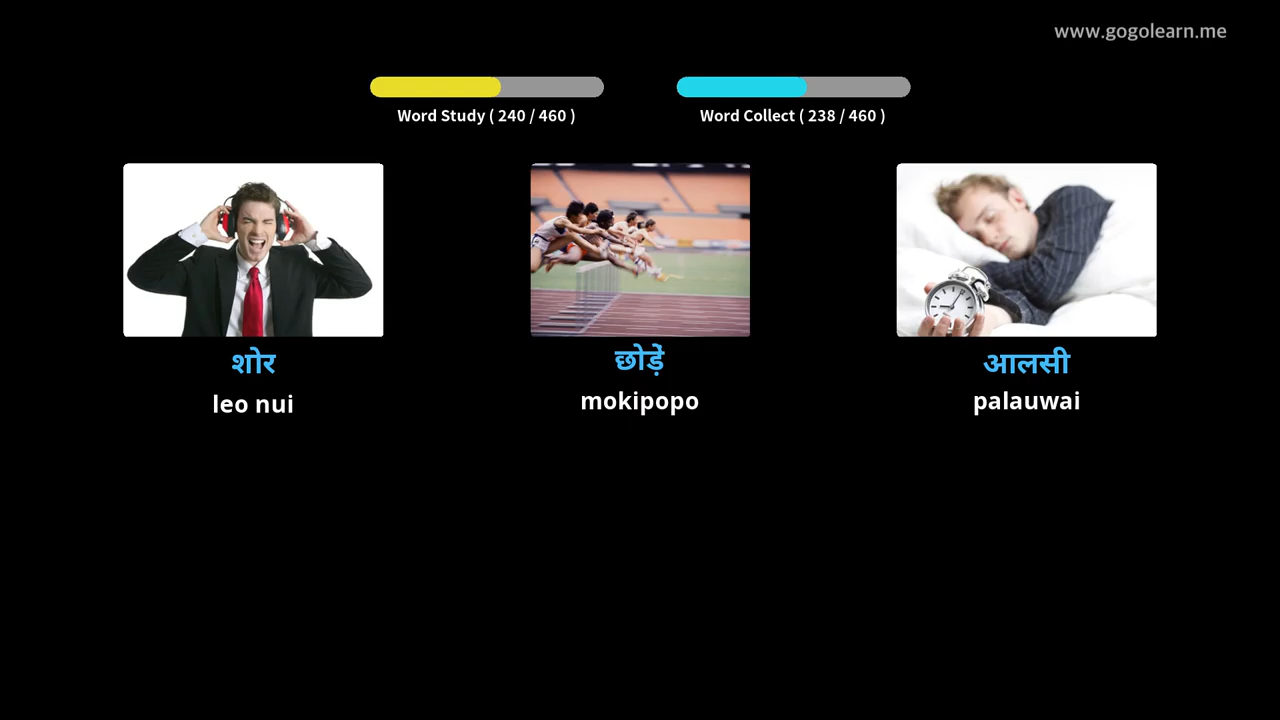 www.gogolearn.me
Word Study ( 240 / 460 )
Word Collect ( 238 / 460 )
शोर
छोड़ें
आलसी
leo nui
mokipopo
palauwai